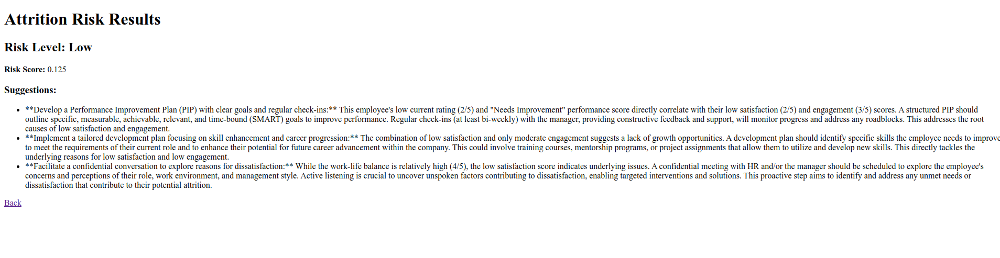 Attrition Risk Results
Risk Level: Low
Risk Score: 0.125
Suggestions:
**Develop a Performance Improvement Plan (PIP) with clear goals and regular check-ins:** This employee's low current rating (2/5) and "Needs Improvement" performance score directly correlate with their low satisfaction (2/5) and engagement (3/5) scores. A structured PIP should
outline specific, measurable, achievable, relevant, and time-bound (SMART) goals to improve performance. Regular check-ins (at least bi-weekly) with the manager, providing constructive feedback and support, will monitor progress and address any roadblocks. This addresses the root
causes of low satisfaction and engagement.
**Implement a tailored development plan focusing on skill enhancement and career progression:** The combination of low satisfaction and only moderate engagement suggests a lack of growth opportunities. A development plan should identify specific skills the employee needs to improve
to meet the requirements of their current role and to enhance their potential for future career advancement within the company. This could involve training courses, mentorship programs, or project assignments that allow them to utilize and develop new skills. This directly tackles the
underlying reasons for low satisfaction and low engagement.
**Facilitate a confidential conversation to explore reasons for dissatisfaction:** While the work-life balance is relatively high (4/5), the low satisfaction score indicates underlying issues. A confidential meeting with HR and/or the manager should be scheduled to explore the employee's
concerns and perceptions of their role, work environment, and management style. Active listening is crucial to uncover unspoken factors contributing to dissatisfaction, enabling targeted interventions and solutions. This proactive step aims to identify and address any unmet needs or
dissatisfaction that contribute to their potential attrition.
Back